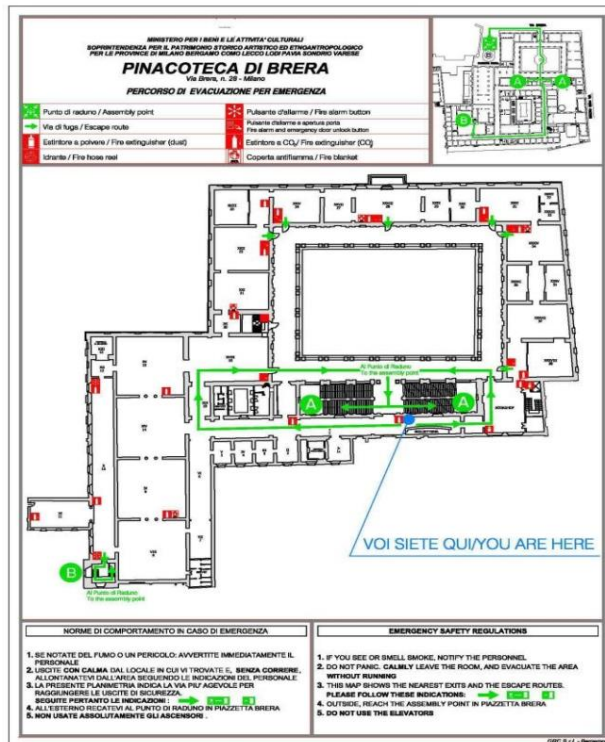 MINISTERO PER I BENI E LE ATTIVITA' CULTURALI
SOPRINTENDENZA PER IL PATRIMONIO STORICO ARTISTICO ED ETNOANTROPOLOGICO
PER LE PROVINCE DI MILANO BERGAMO COMO LECCO LODI PAVIA SONDRIO VARESE
PINACOTECA DI BRERA
Via Brera, n. 28 - Milano
PERCORSO DI EVACUAZIONE PER EMERGENZA
Punto di raduno / Assembly point
Pulsante d'allarme / Fire alarm button
Via di fuga / Escape route
Pulsante d'allarme e apertura porta
Fire alarm and emergency door unlock button
Estintore a polvere / Fire extinguisher (dust)
Estintore a CO₂/ Fire extinguisher (CO₂)
Idrante / Fire hose reel
Coperta antifiamma / Fire blanket
VIA BRERA
A
A
B
Al Punto di Raduno
To the assembly point
A
A
WORKSHOP
VOI SIETE QUI/YOU ARE HERE
B
Al Punto di Raduno
To the assembly point
NORME DI COMPORTAMENTO IN CASO DI EMERGENZA
1. SE NOTATE DEL FUMO O UN PERICOLO: AVVERTITE IMMEDIATAMENTE IL
PERSONALE
2. USCITE CON CALMA DAL LOCALE IN CUI VI TROVATE E, SENZA CORRERE,
ALLONTANATEVI DALL'AREA SEGUENDO LE INDICAZIONI DEL PERSONALE
3. LA PRESENTE PLANIMETRIA INDICA LA VIA PIU' AGEVOLE PER
RAGGIUNGERE LE USCITE DI SICUREZZA.
SEGUITE PERTANTO LE INDICAZIONI :
4. ALL'ESTERNO RECATEVI AL PUNTO DI RADUNO IN PIAZZETTA BRERA
5. NON USATE ASSOLUTAMENTE GLI ASCENSORI .
EMERGENCY SAFETY REGULATIONS
1. IF YOU SEE OR SMELL SMOKE, NOTIFY THE PERSONNEL
2. DO NOT PANIC. CALMLY LEAVE THE ROOM, AND EVACUATE THE AREA
WITHOUT RUNNING
3. THIS MAP SHOWS THE NEAREST EXITS AND THE ESCAPE ROUTES.
PLEASE FOLLOW THESE INDICATIONS:
4. OUTSIDE, REACH THE ASSEMBLY POINT IN PIAZZETTA BRERA
5. DO NOT USE THE ELEVATORS